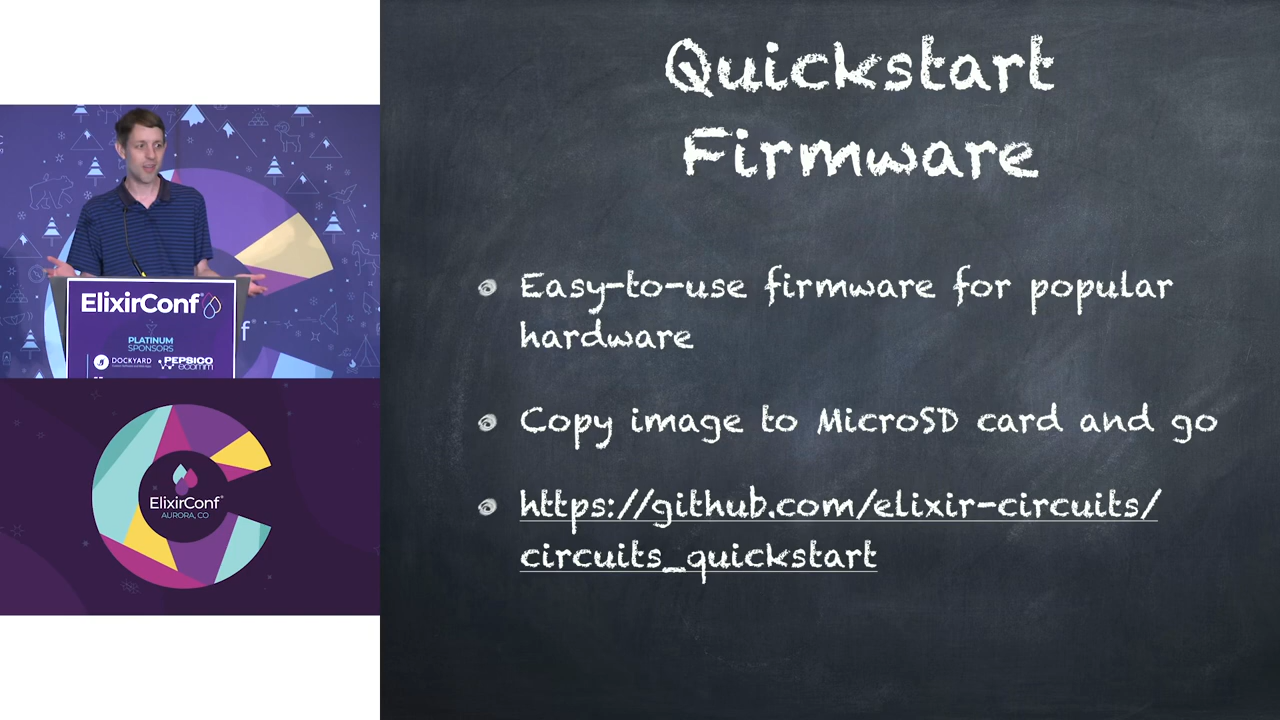 Quickstart
Firmware
Easy-to-use firmware for popular
hardware
Copy image to MicroSD card and go
https://github.com/elixir-circuits/
circuits_quickstart
ElixirConf
PLATINUM
SPONSORS
DOCKYARD
PEPSICO
ecomm
ElixirConf
AURORA, CO